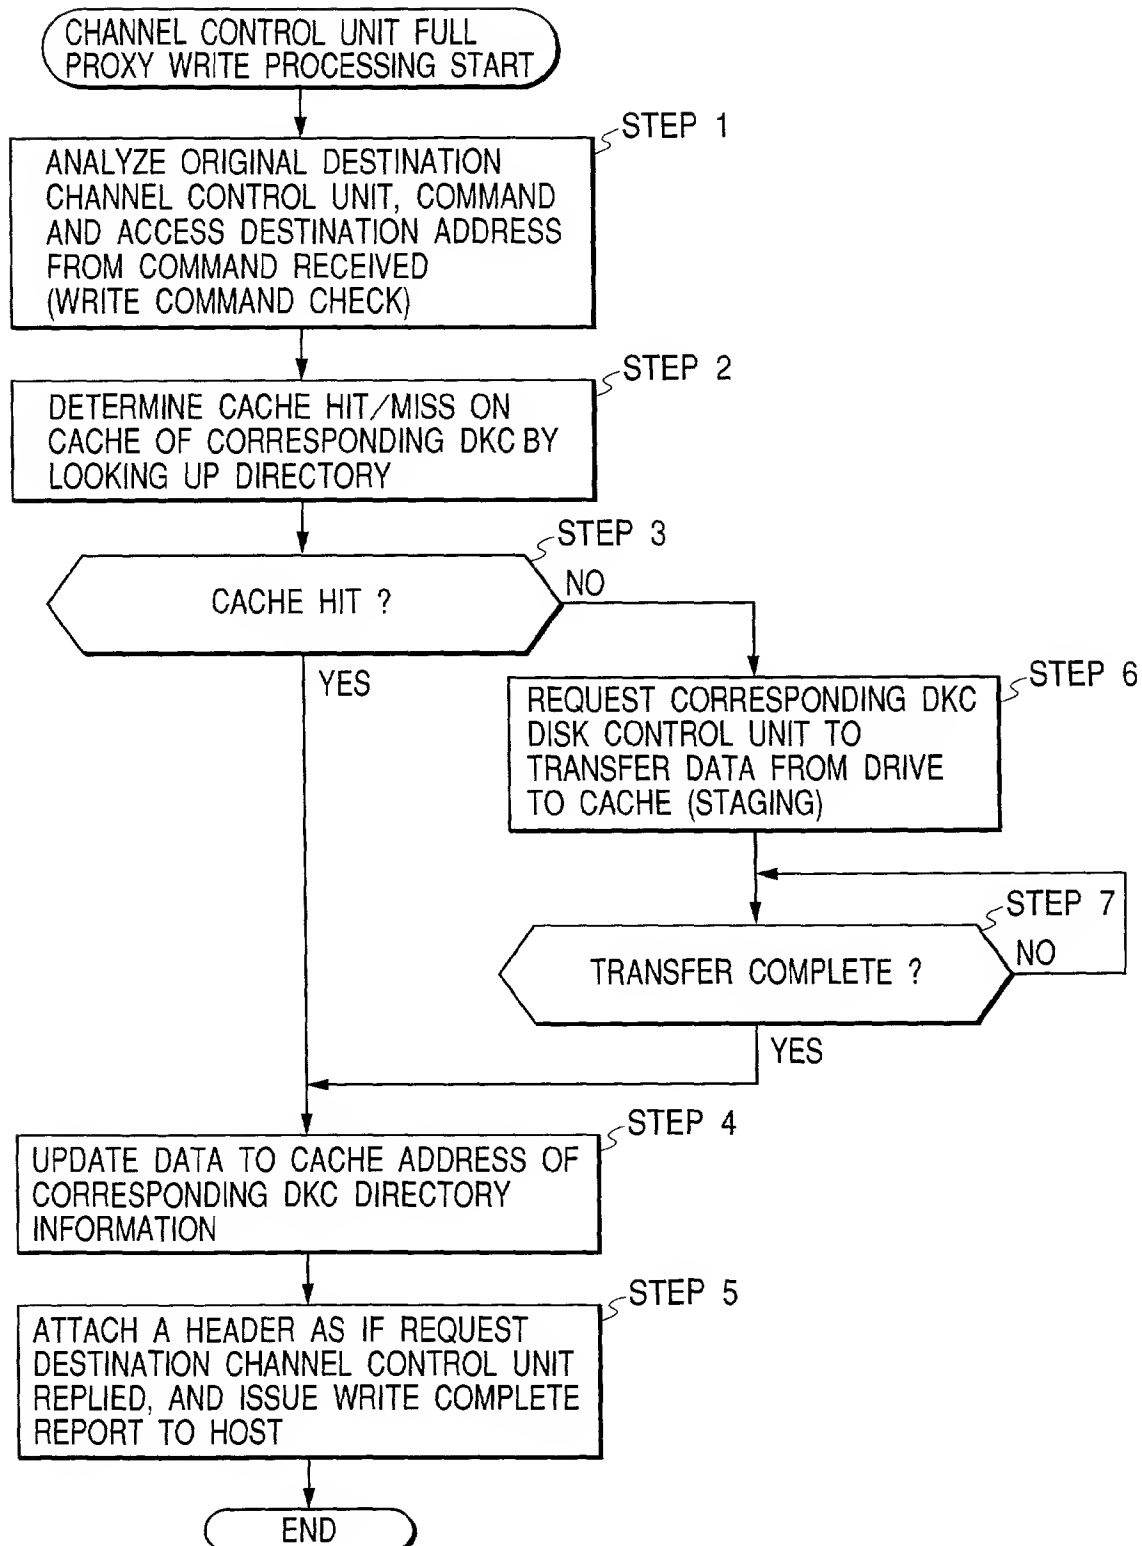 CHANNEL CONTROL UNIT FULL
PROXY WRITE PROCESSING START
STEP 1
ANALYZE ORIGINAL DESTINATION
CHANNEL CONTROL UNIT, COMMAND
AND ACCESS DESTINATION ADDRESS
FROM COMMAND RECEIVED
(WRITE COMMAND CHECK)
STEP 2
DETERMINE CACHE HIT/MISS ON
CACHE OF CORRESPONDING DKC BY
LOOKING UP DIRECTORY
STEP 3
CACHE HIT ?
NO
YES
STEP 6
REQUEST CORRESPONDING DKC
DISK CONTROL UNIT TO
TRANSFER DATA FROM DRIVE
TO CACHE (STAGING)
STEP 7
TRANSFER COMPLETE ?
NO
YES
STEP 4
UPDATE DATA TO CACHE ADDRESS OF
CORRESPONDING DKC DIRECTORY
INFORMATION
STEP 5
ATTACH A HEADER AS IF REQUEST
DESTINATION CHANNEL CONTROL UNIT
REPLIED, AND ISSUE WRITE COMPLETE
REPORT TO HOST
END